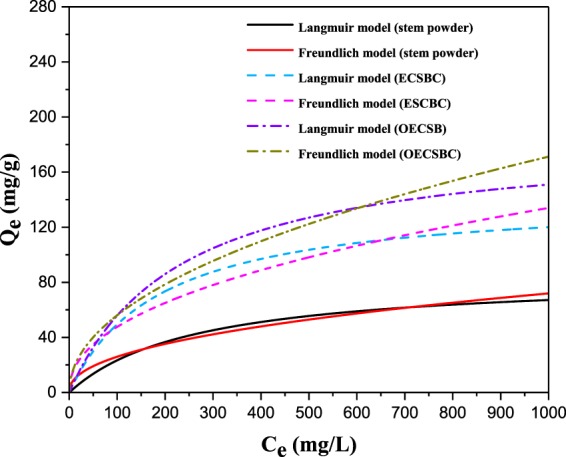 280
240
200
160
120
80
40
0
Qe (mg/g)
Langmuir model (stem powder)
Freundlich model (stem powder)
Langmuir model (ECSBC)
Freundlich model (ESCBC)
Langmuir model (OECSB)
Freundlich model (OECSBC)
0 100 200 300 400 500 600 700 800 900 1000
Ce (mg/L)